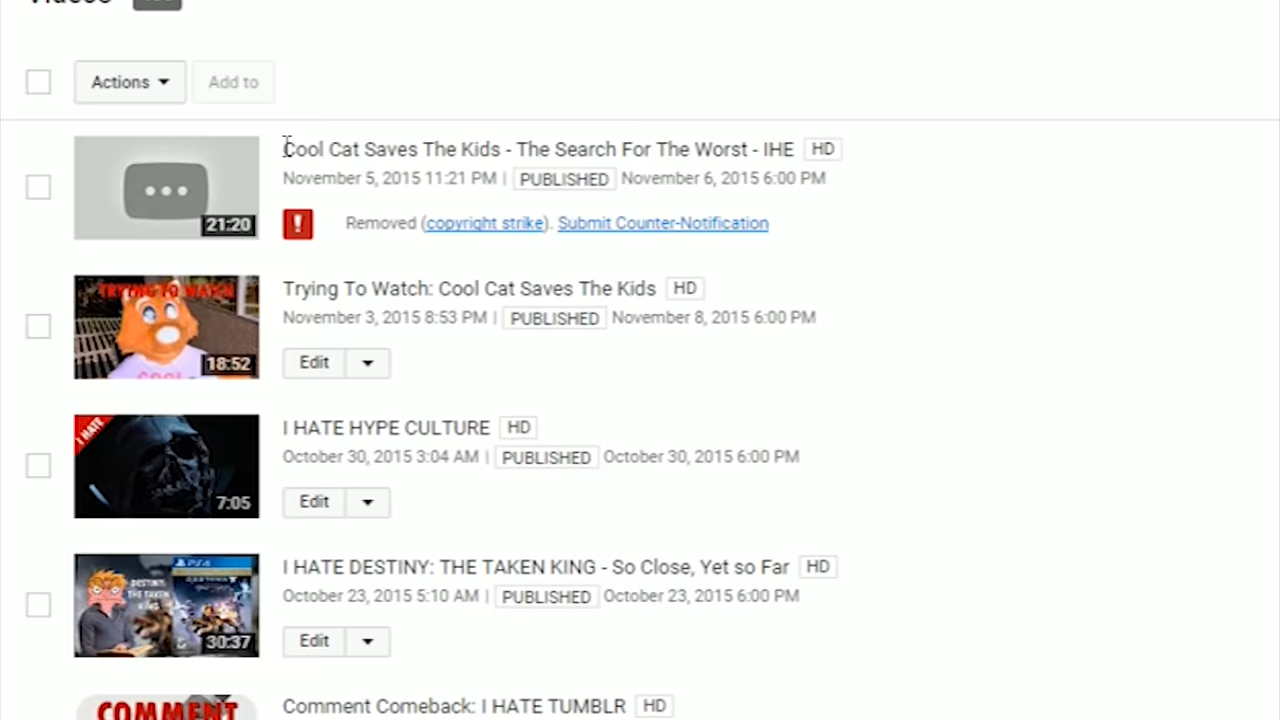 Actions
Add to
Cool Cat Saves The Kids - The Search For The Worst - IHE HD
November 5, 2015 11:21 PM | PUBLISHED November 6, 2015 6:00 PM
21:20
Removed (copyright strike). Submit Counter-Notification
TRYING TO WATCH
Trying To Watch: Cool Cat Saves The Kids HD
November 3, 2015 8:53 PM | PUBLISHED November 8, 2015 6:00 PM
18:52
COOL
Edit
I HATE
I HATE HYPE CULTURE HD
October 30, 2015 3:04 AM | PUBLISHED October 30, 2015 6:00 PM
7:05
Edit
PS4
DESTINY:
THE TAKEN
KING
I HATE DESTINY: THE TAKEN KING - So Close, Yet so Far HD
October 23, 2015 5:10 AM | PUBLISHED October 23, 2015 6:00 PM
30:37
Edit
COMMENT
Comment Comeback: I HATE TUMBLR HD